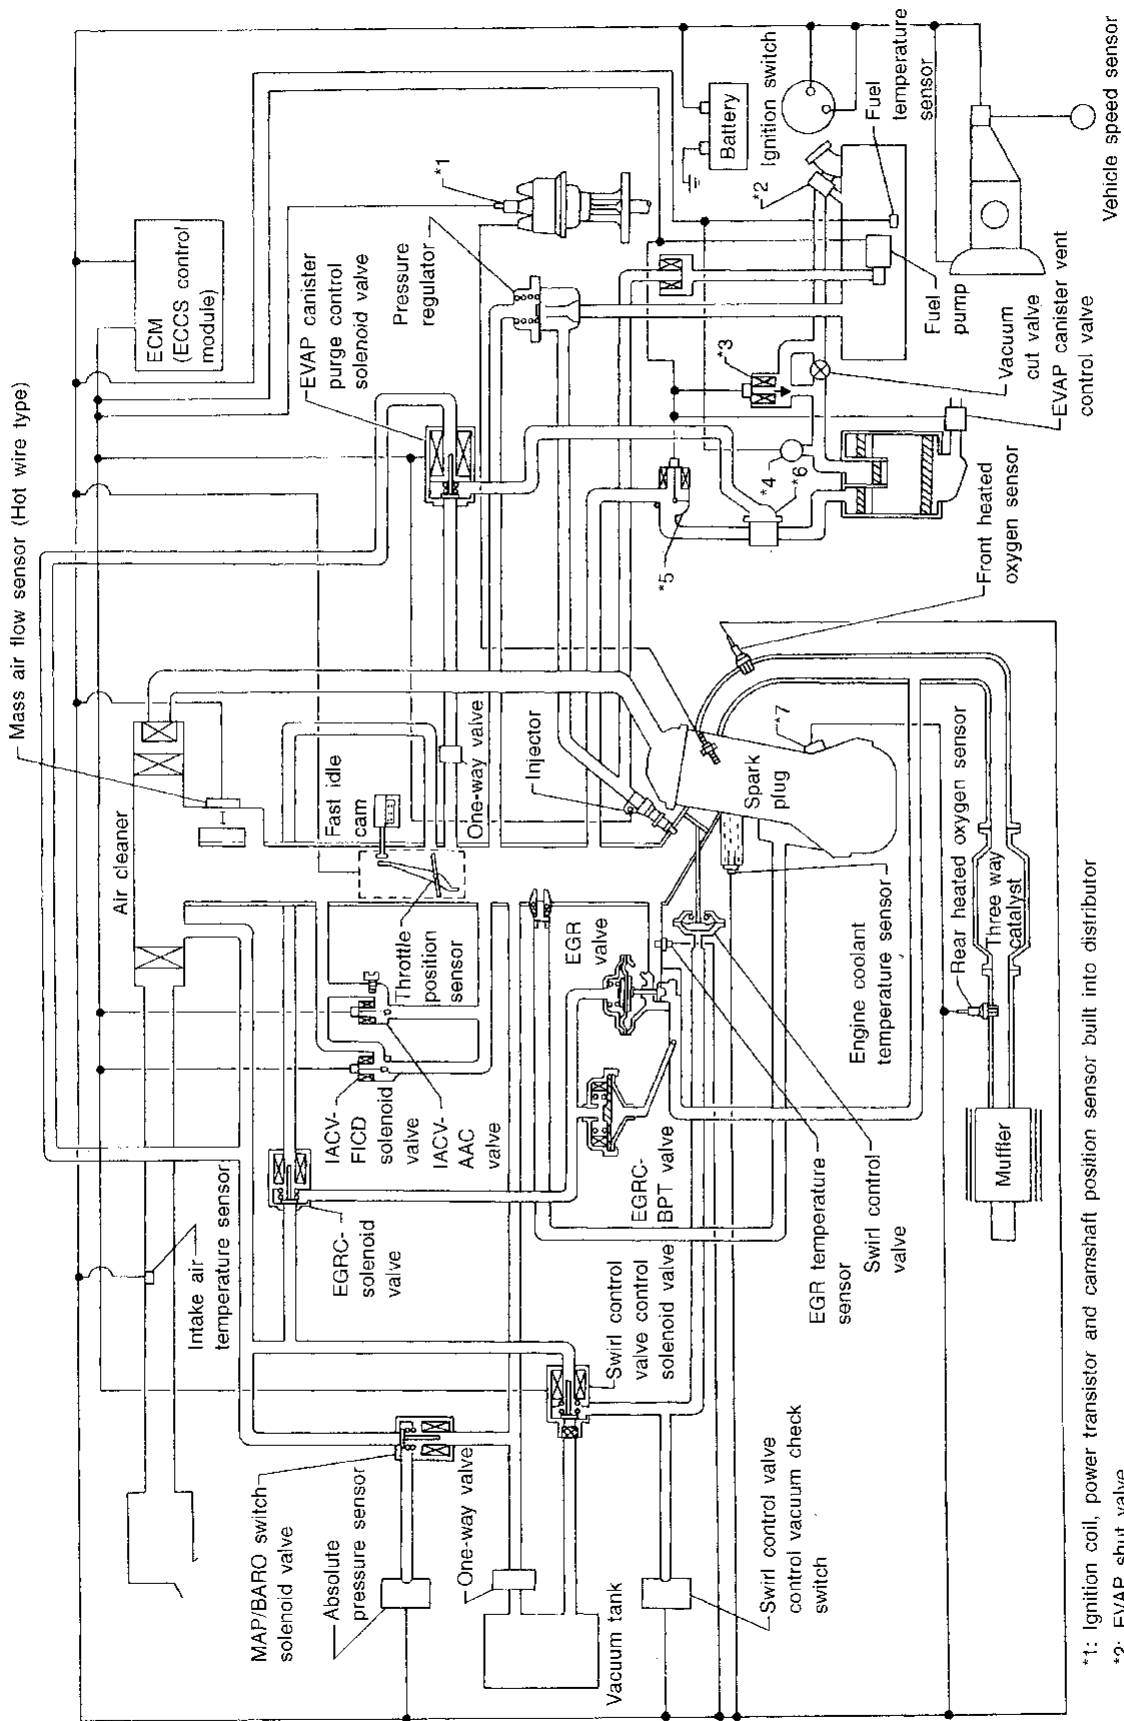 Mass air flow sensor (Hot wire type)
ECM
(ECCS control
module)
EVAP canister
purge control
solenoid valve
Pressure
regulator
*1
Battery
Ignition switch
*2
Fuel
temperature
sensor
Vehicle speed sensor
Fuel
pump
Vacuum
cut valve
EVAP canister vent
control valve
*3
*4
*6
*5
Front heated
oxygen sensor
Air cleaner
Fast idle
cam
One-way valve
Injector
Spark
plug
*7
Rear heated oxygen sensor
Three way
catalyst
Muffler
Throttle
position
sensor
EGR
valve
Engine coolant
temperature sensor
IACV-
FICD
solenoid
valve
IACV-
AAC
valve
EGRC-
BPT valve
EGR temperature
sensor
Swirl control
valve
Intake air
temperature sensor
EGRC-
solenoid
valve
Swirl control
valve control
solenoid valve
MAP/BARO switch
solenoid valve
Absolute
pressure sensor
One-way valve
Vacuum tank
Swirl control valve
control vacuum check
switch
*1: Ignition coil, power transistor and camshaft position sensor built into distributor
*2: EVAP shut valve